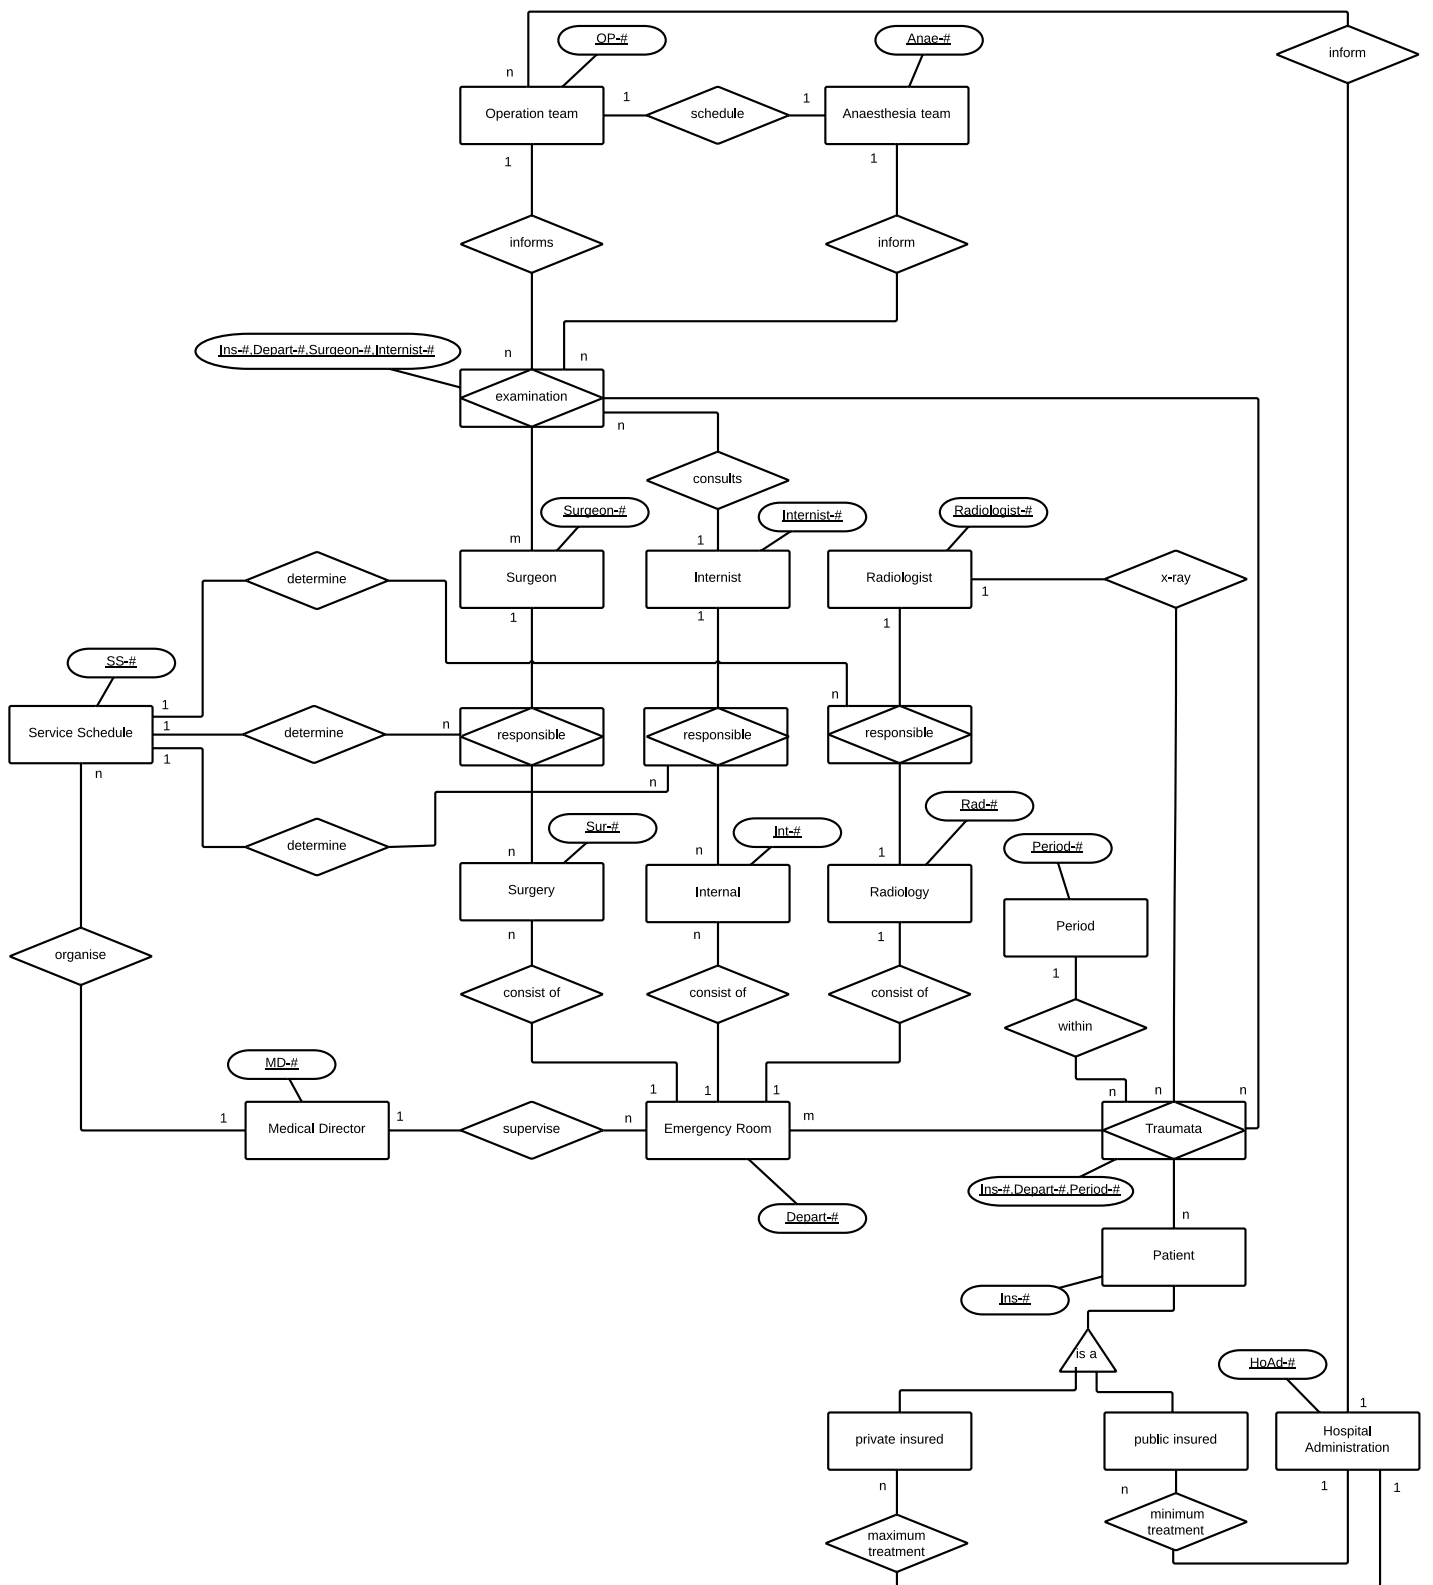 OP-#
Anae-#
inform
n
Operation team
1
schedule
1
Anaesthesia team
1
1
informs
inform
Ins-#,Depart-#,Surgeon-#,Internist-#
n
n
examination
n
consults
Surgeon-#
Internist-#
Radiologist-#
m
1
determine
Surgeon
Internist
Radiologist
1
x-ray
1
1
1
SS-#
n
1
Service Schedule
1
determine
n
responsible
responsible
responsible
1
n
n
Sur-#
Int-#
Rad-#
determine
n
n
1
Period-#
Surgery
Internal
Radiology
Period
n
n
1
organise
1
consist of
consist of
consist of
within
MD-#
1
1
1
n
n
n
1
Medical Director
1
supervise
n
Emergency Room
m
Traumata
Ins-#,Depart-#,Period-#
Depart-#
n
Patient
Ins-#
is a
HoAd-#
1
private insured
public insured
Hospital
Administration
n
n
1
1
maximum
treatment
minimum
treatment